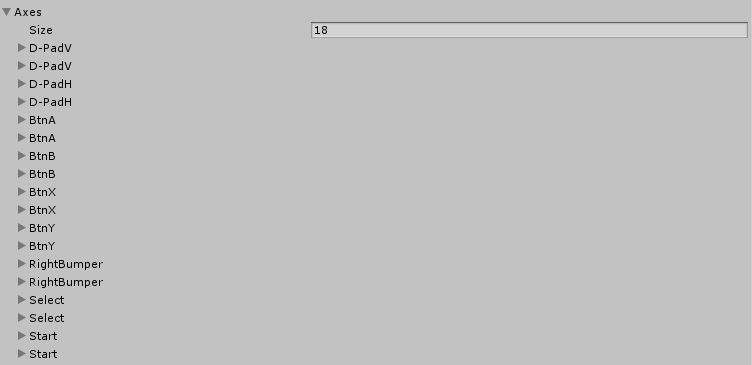 Axes
Size 18
D-PadV
D-PadV
D-PadH
D-PadH
BtnA
BtnA
BtnB
BtnB
BtnX
BtnX
BtnY
BtnY
RightBumper
RightBumper
Select
Select
Start
Start